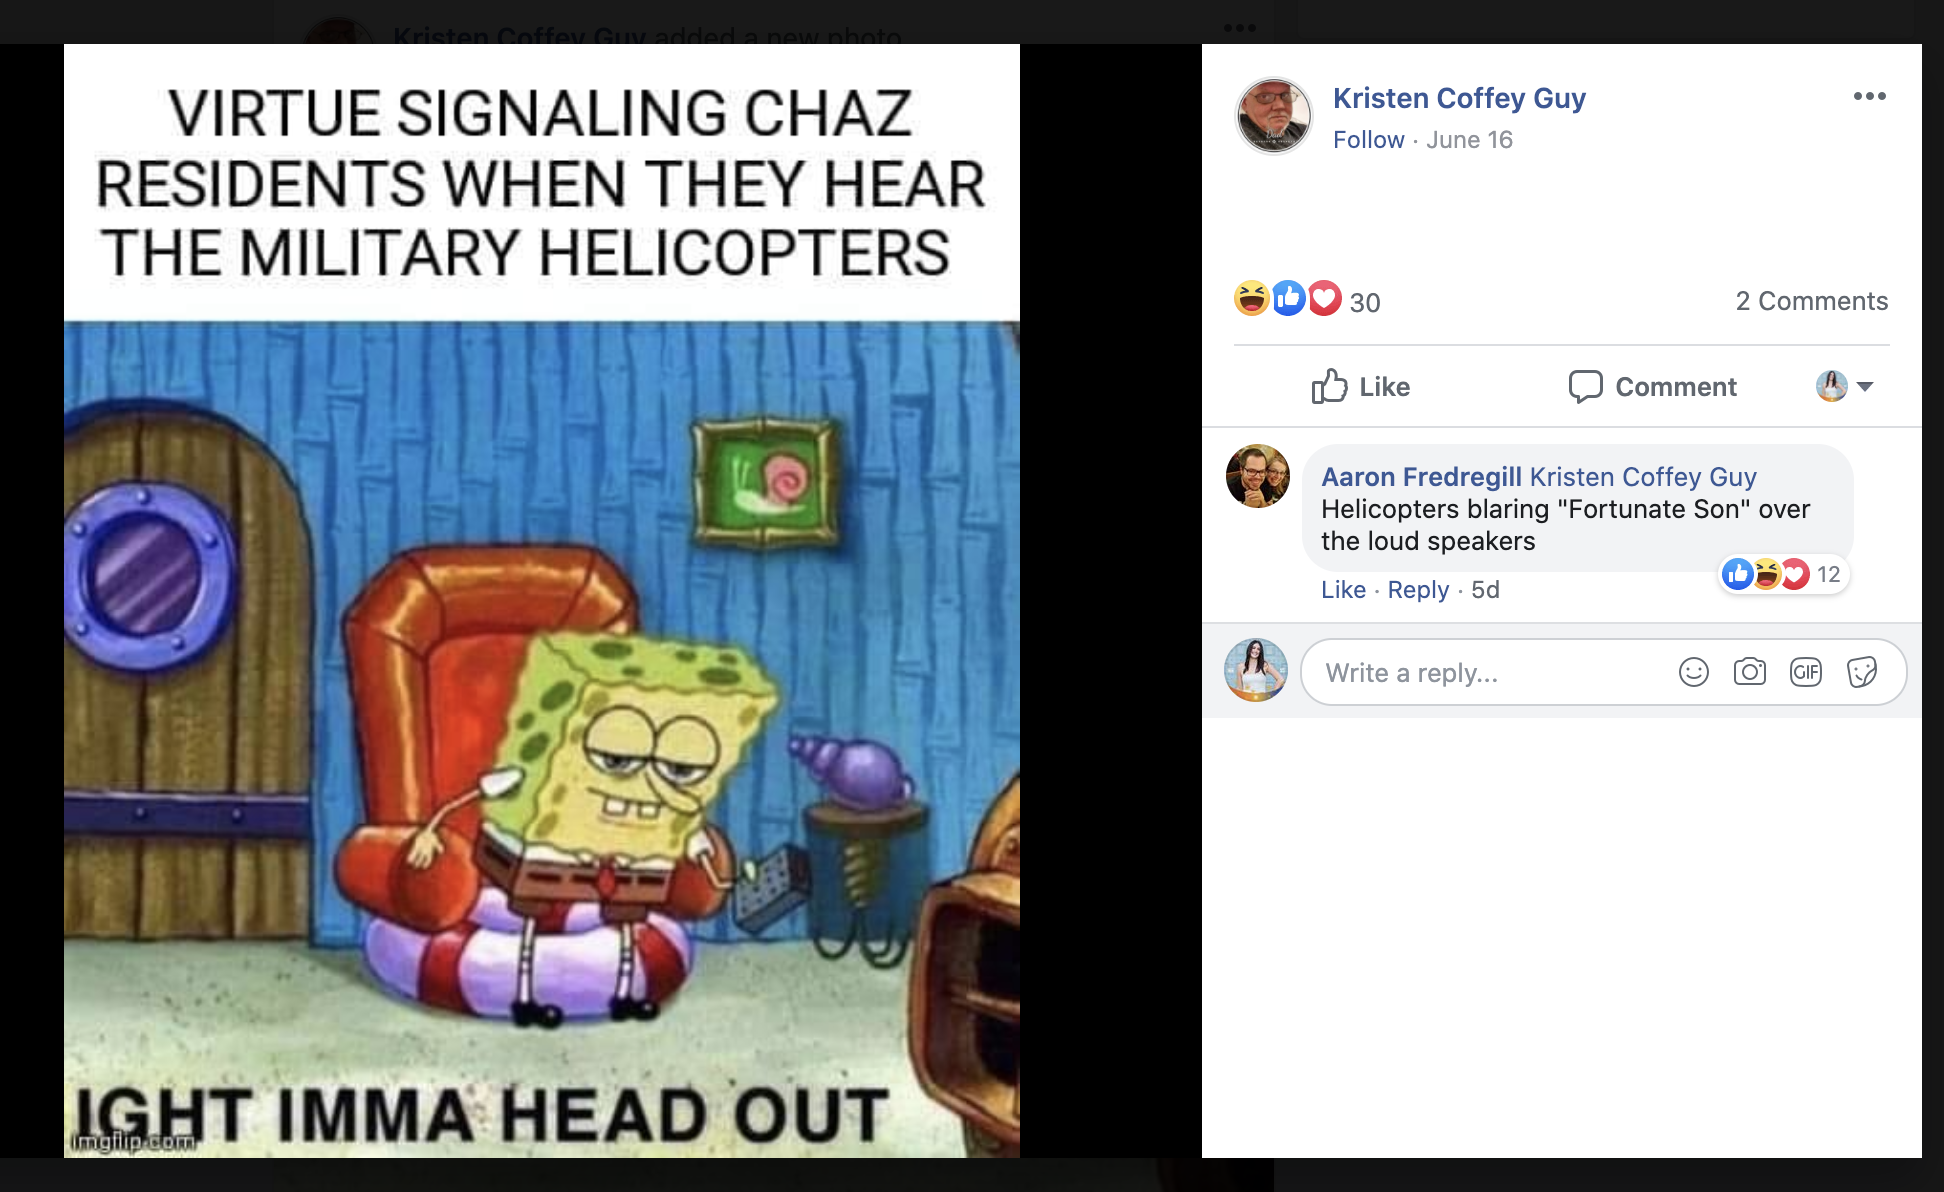 Kristen Coffey Guy added a new photo
VIRTUE SIGNALING CHAZ
RESIDENTS WHEN THEY HEAR
THE MILITARY HELICOPTERS
IGHT IMMA HEAD OUT
imgflip.com
Kristen Coffey Guy
Follow · June 16
30
2 Comments
Like
Comment
Aaron Fredregill Kristen Coffey Guy
Helicopters blaring "Fortunate Son" over
the loud speakers
12
Like · Reply · 5d
Write a reply...
GIF